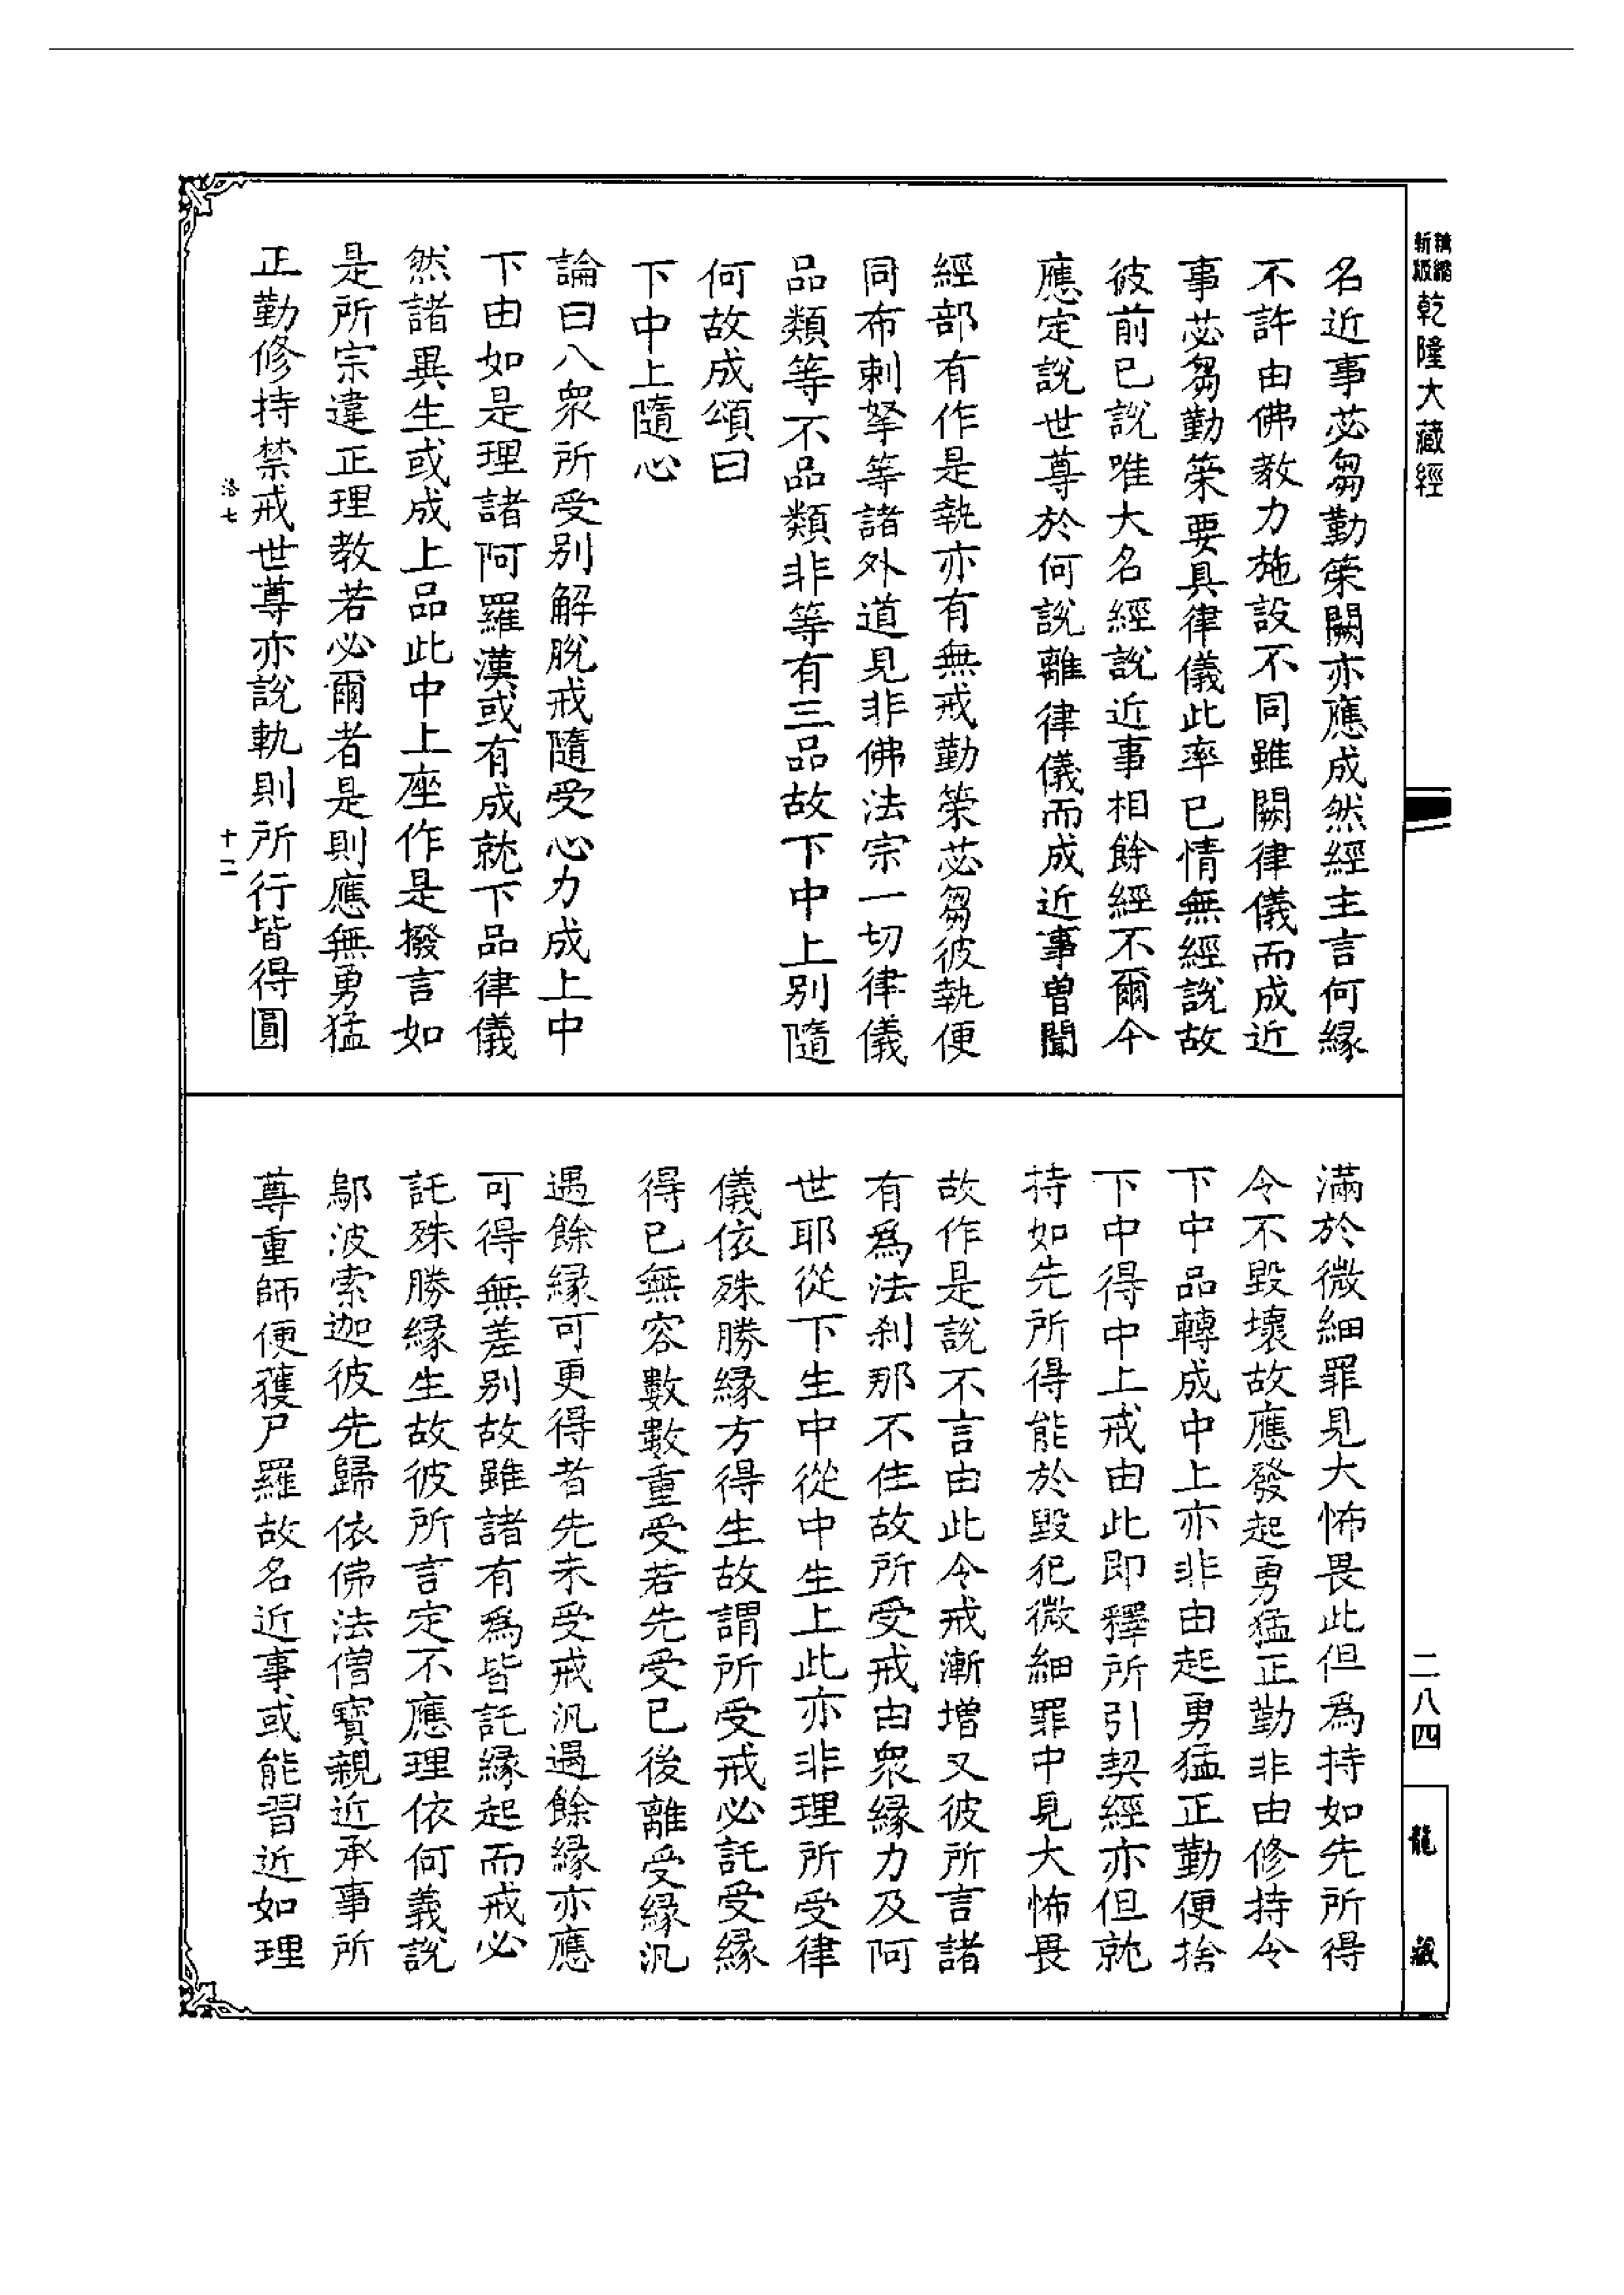 精縮新版乾隆大藏經
名近事苾芻勤策闕亦應成然經主言何緣
不許由佛教力施設不同雖闕律儀而成近
事苾芻勤策要具律儀此率已情無經說故
彼前已說唯大名經說近事相餘經不爾今
應定說世尊於何說離律儀而成近事曾聞
經部有作是執亦有無戒勤策苾芻彼執便
同布剌拏等諸外道見非佛法宗一切律儀
品類等不品類非等有三品故下中上別隨
何故成頌曰
下中上隨心
論曰八衆所受別解脫戒隨受心力成上中
下由如是理諸阿羅漢或有成就下品律儀
然諸異生或成上品此中上座作是撥言如
是所宗違正理教若必爾者是則應無勇猛
正勤修持禁戒世尊亦說軌則所行皆得圓
洛七
十二
滿於微細罪見大怖畏此但為持如先所得
令不毀壞故應發起勇猛正勤非由修持令
下中品轉成中上亦非由起勇猛正勤便捨
下中得中上戒由此即釋所引契經亦但就
持如先所得能於毀犯微細罪中見大怖畏
故作是說不言由此令戒漸增又彼所言諸
有爲法剎那不住故所受戒由衆緣力及阿
世耶從下生中從中生上此亦非理所受律
儀依殊勝緣方得生故謂所受戒必託受緣
得已無容數數重受若先受已後離受緣汎
遇餘緣可更得者先未受戒汎遇餘緣亦應
可得無差別故雖諸有爲皆託緣起而戒必
託殊勝緣生故彼所言定不應理依何義說
鄔波索迦彼先歸依佛法僧寶親近承事所
尊重師便獲尸羅故名近事或能習近如理
二八四
龍藏